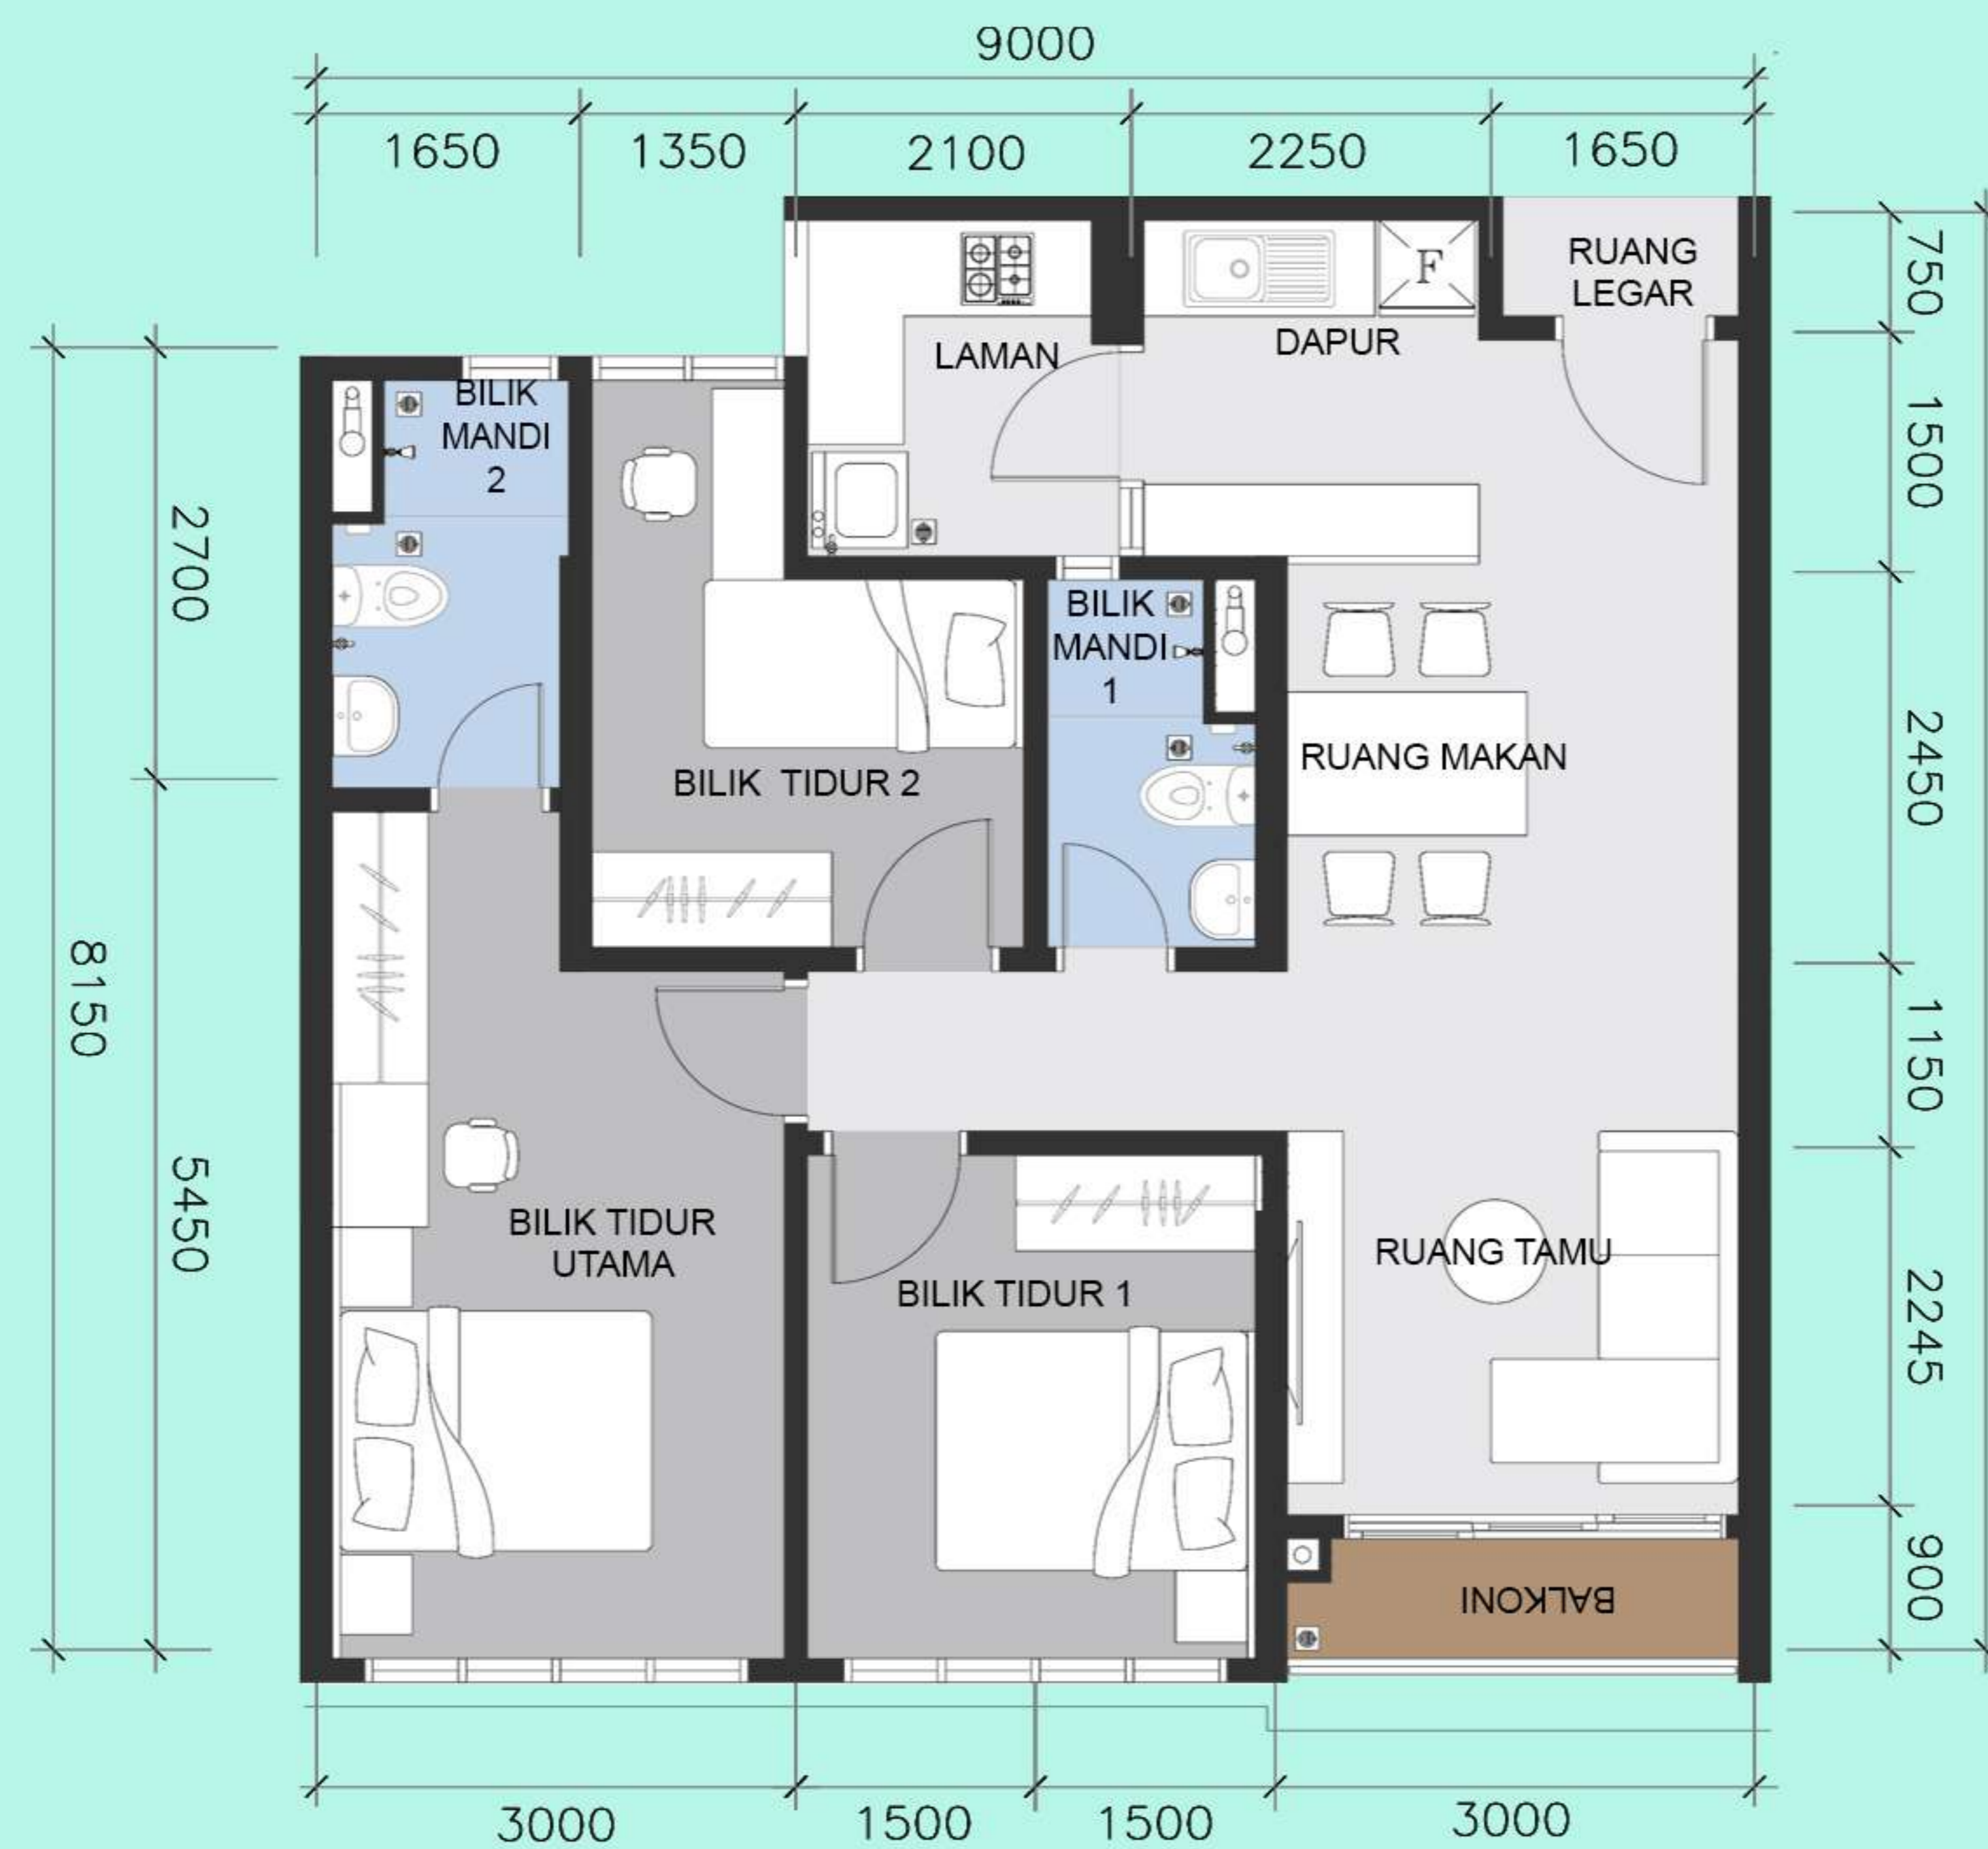 9000
1650
1350
2100
2250
1650
RUANG
LEGAR
750
F
DAPUR
LAMAN
BILIK
MANDI
2
1500
2700
BILIK
MANDI
1
RUANG MAKAN
2450
BILIK TIDUR 2
8150
1150
5450
BILIK TIDUR
UTAMA
BILIK TIDUR 1
RUANG TAMU
2245
BALKONI
900
3000
1500
1500
3000